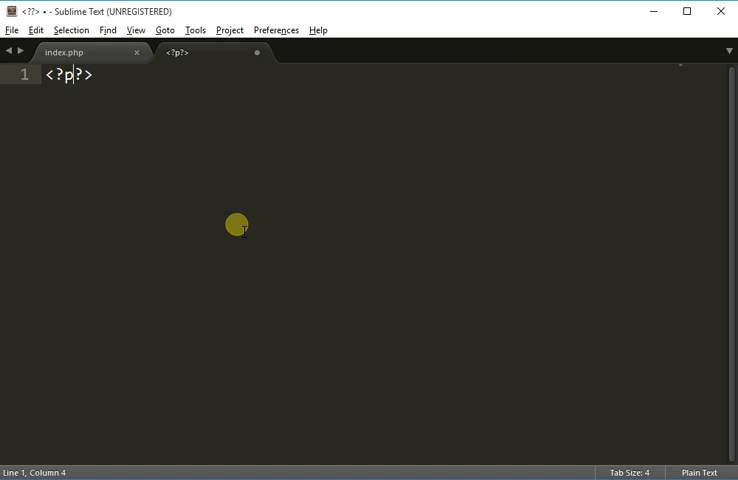 <??> • - Sublime Text (UNREGISTERED)
File Edit Selection Find View Goto Tools Project Preferences Help
index.php × <?p?>
1 <?p?>
Line 1, Column 4 Tab Size: 4 Plain Text